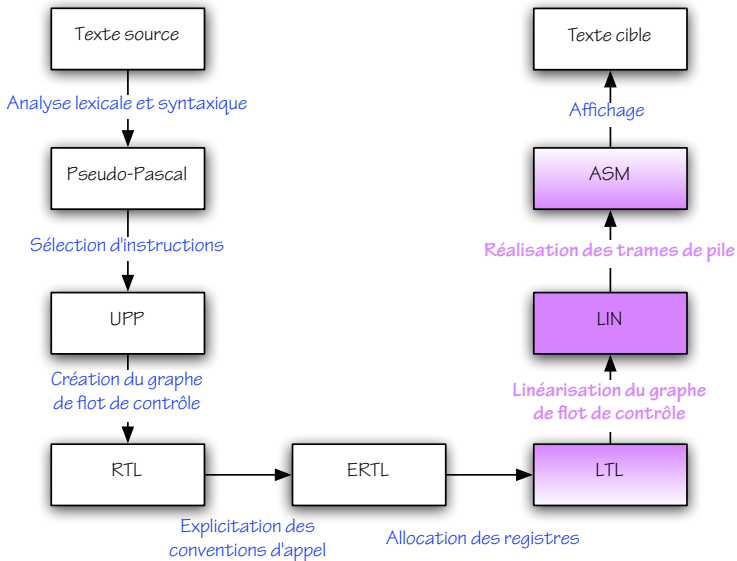 Texte source
Analyse lexicale et syntaxique
Pseudo-Pascal
Sélection d'instructions
UPP
Création du graphe
de flot de contrôle
RTL
Explicitation des
conventions d'appel
ERTL
Allocation des registres
LTL
Linéarisation du graphe
de flot de contrôle
LIN
Réalisation des trames de pile
ASM
Affichage
Texte cible